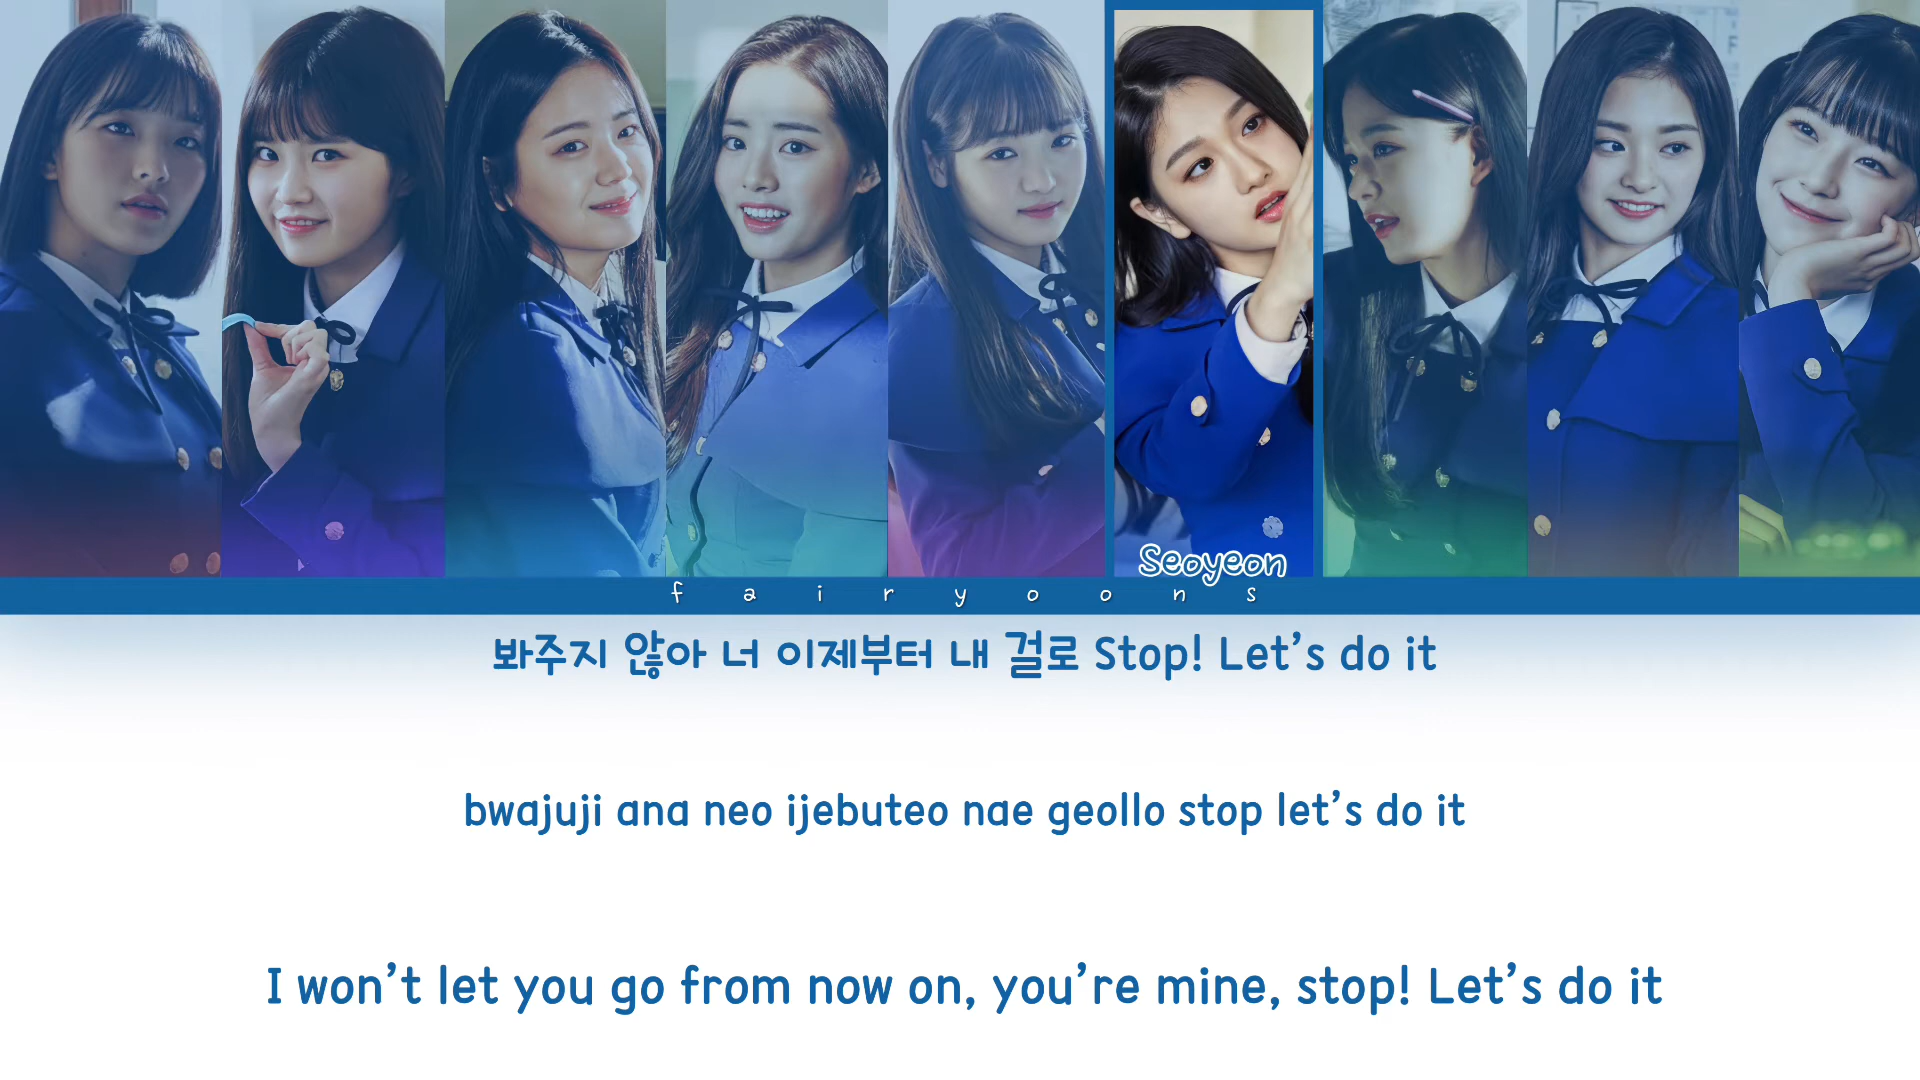 Seoyeon
fairyoons
봐주지 않아 너 이제부터 내 걸로 Stop! Let's do it
bwajuji ana neo ijebuteo nae geollo stop let's do it
I won't let you go from now on, you're mine, stop! Let's do it